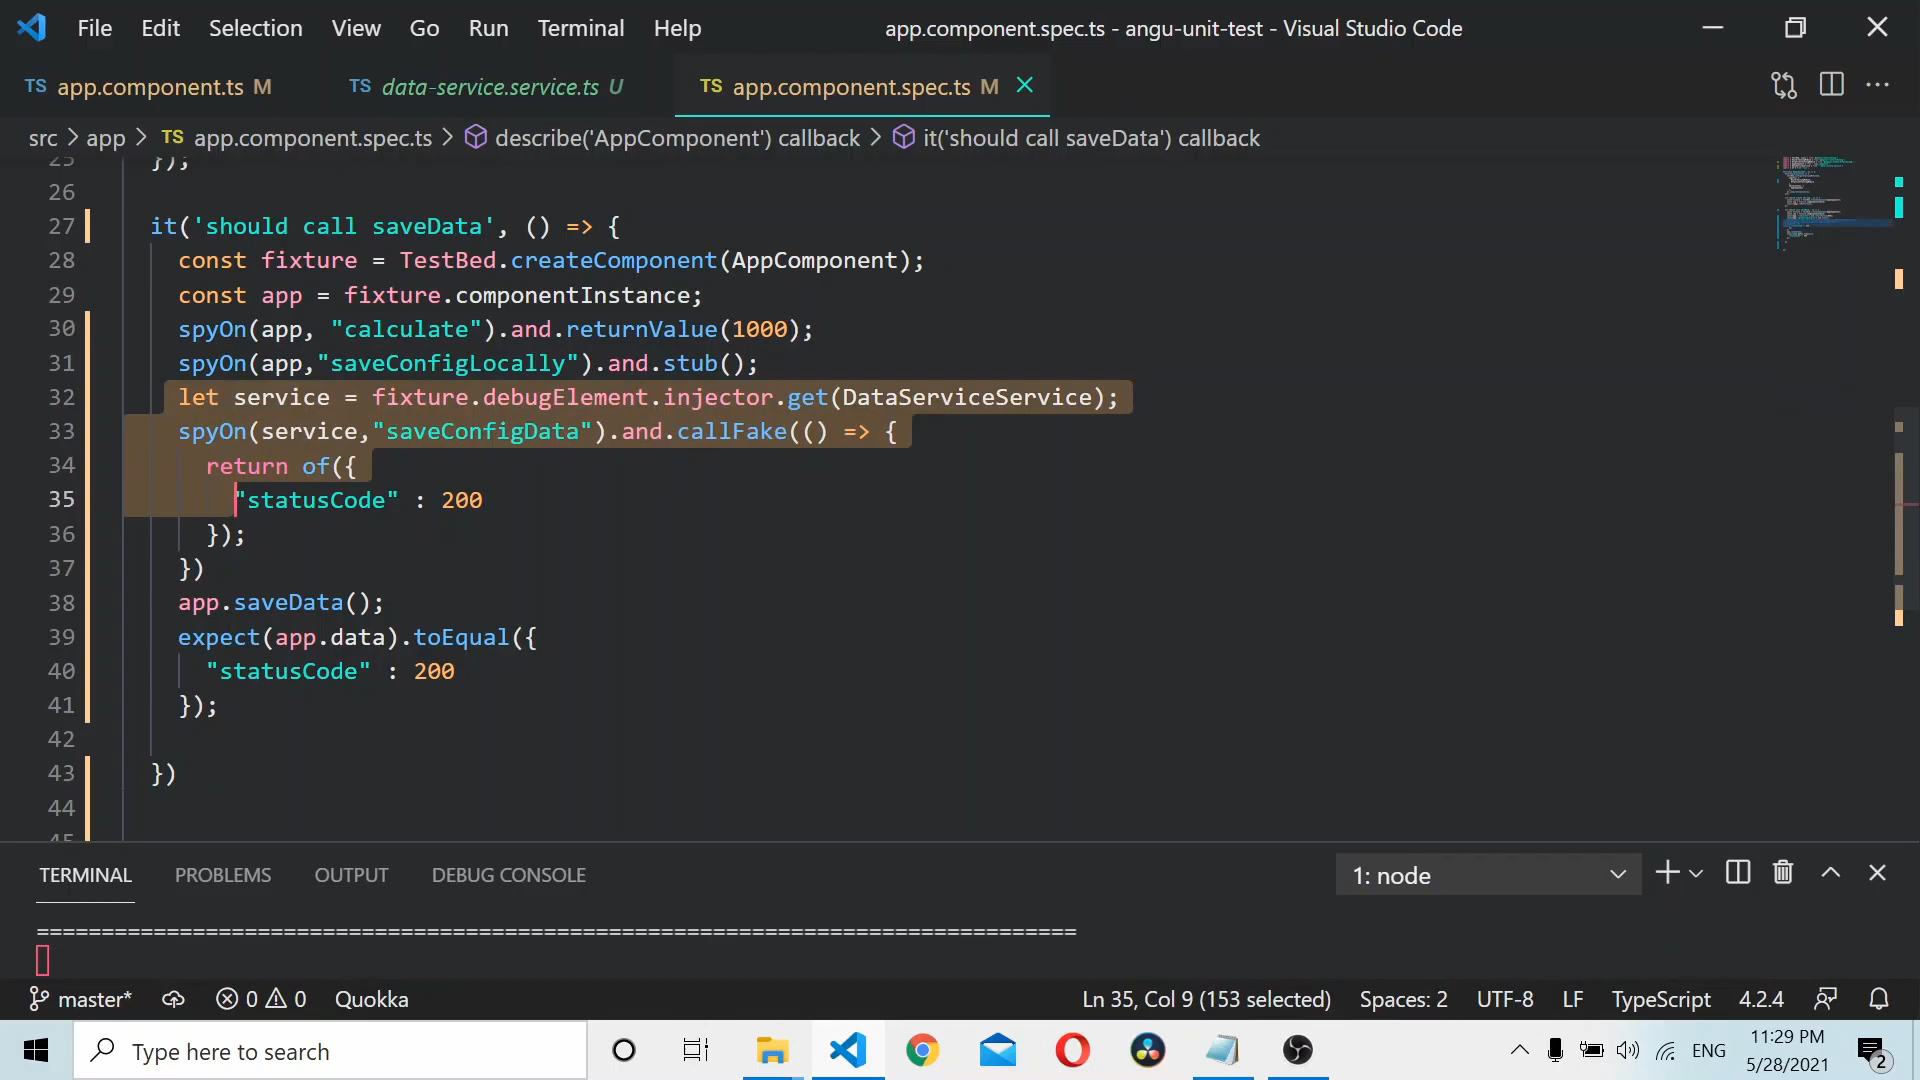 File Edit Selection View Go Run Terminal Help app.component.spec.ts - angu-unit-test - Visual Studio Code
TS app.component.ts M TS data-service.service.ts U TS app.component.spec.ts M
src > app > TS app.component.spec.ts > describe('AppComponent') callback > it('should call saveData') callback
25 });
26
27 it('should call saveData', () => {
28 const fixture = TestBed.createComponent(AppComponent);
29 const app = fixture.componentInstance;
30 spyOn(app, "calculate").and.returnValue(1000);
31 spyOn(app,"saveConfigLocally").and.stub();
32 let service = fixture.debugElement.injector.get(DataServiceService);
33 spyOn(service,"saveConfigData").and.callFake(() => {
34 return of({
35 "statusCode" : 200
36 });
37 })
38 app.saveData();
39 expect(app.data).toEqual({
40 "statusCode" : 200
41 });
42
43 })
44
45
TERMINAL PROBLEMS OUTPUT DEBUG CONSOLE 1: node
================================================================================
master* 0 0 Quokka Ln 35, Col 9 (153 selected) Spaces: 2 UTF-8 LF TypeScript 4.2.4
Type here to search ENG 11:29 PM
5/28/2021 2